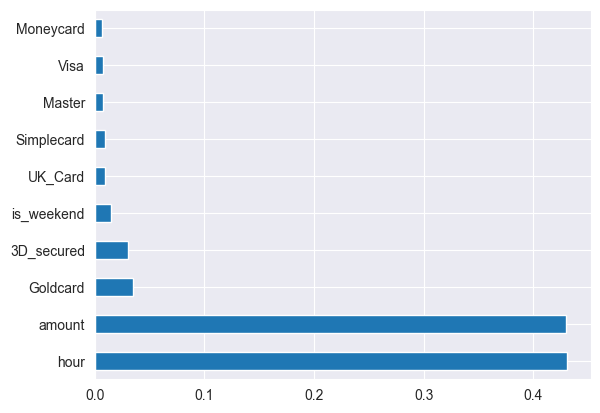 Moneycard
Visa
Master
Simplecard
UK_Card
is_weekend
3D_secured
Goldcard
amount
hour
0.0 0.1 0.2 0.3 0.4